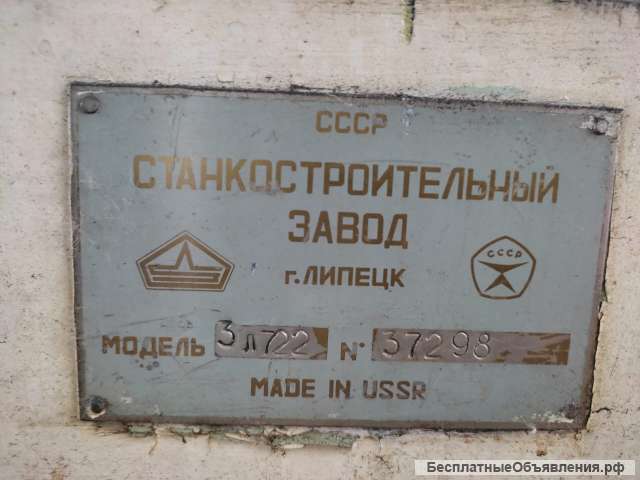 СССР
СТАНКОСТРОИТЕЛЬНЫЙ
ЗАВОД
г. ЛИПЕЦК
СССР
МОДЕЛЬ 3Л722 № 37298
MADE IN USSR
БесплатныеОбъявления.рф